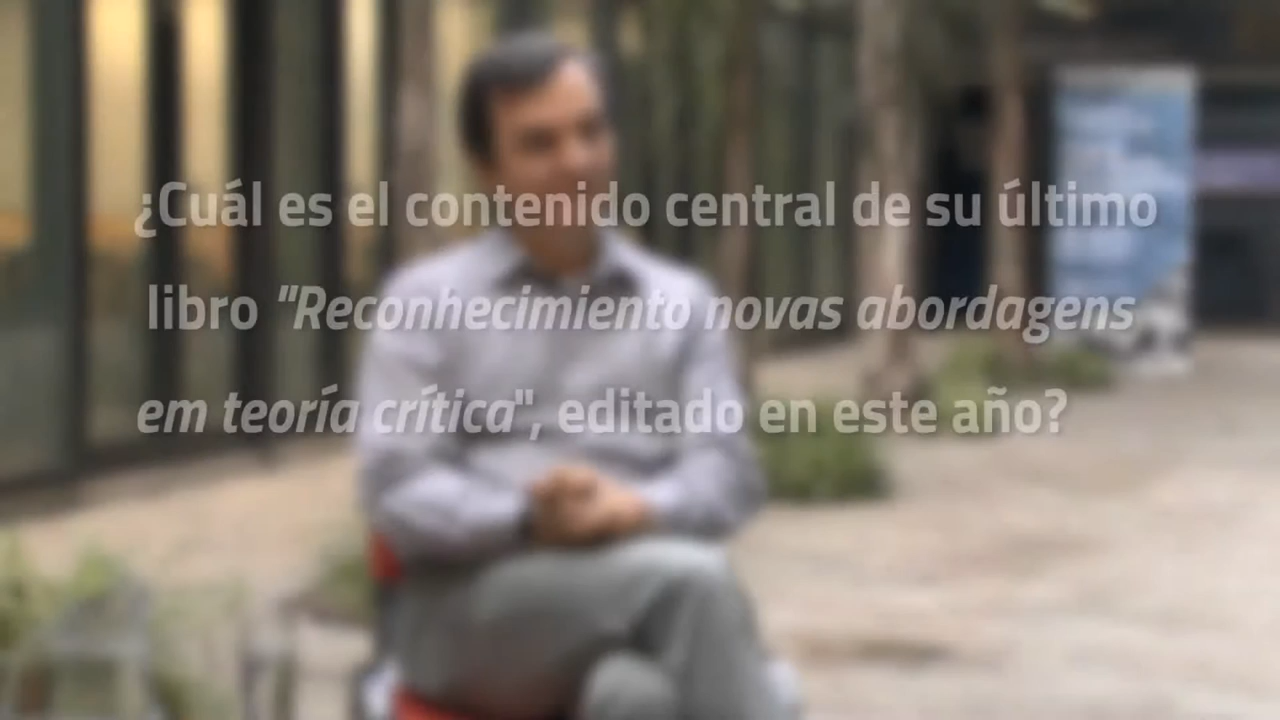 ¿Cuál es el contenido central de su último
libro "Reconhecimiento novas abordagens
em teoría crítica", editado en este año?